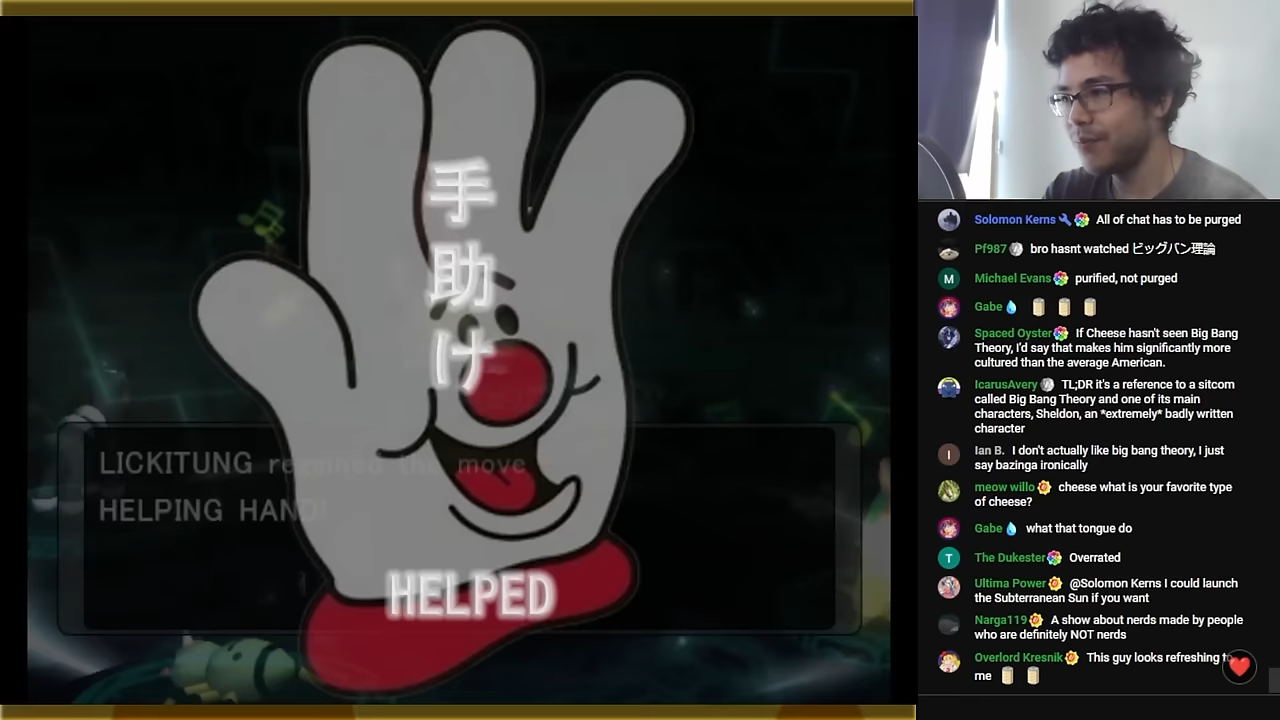 手助け
LICKITUNG regained the move
HELPING HAND!
HELPED
Solomon Kerns All of chat has to be purged
Pf987 bro hasnt watched ビッグバン理論
Michael Evans purified, not purged
Gabe
Spaced Oyster If Cheese hasn't seen Big Bang
Theory, I'd say that makes him significantly more
cultured than the average American.
IcarusAvery TL;DR it's a reference to a sitcom
called Big Bang Theory and one of its main
characters, Sheldon, an *extremely* badly written
character
Ian B. I don't actually like big bang theory, I just
say bazinga ironically
meow willo cheese what is your favorite type
of cheese?
Gabe what that tongue do
The Dukester Overrated
Ultima Power @Solomon Kerns I could launch
the Subterranean Sun if you want
Narga119 A show about nerds made by people
who are definitely NOT nerds
Overlord Kresnik This guy looks refreshing to
me
M
I
T